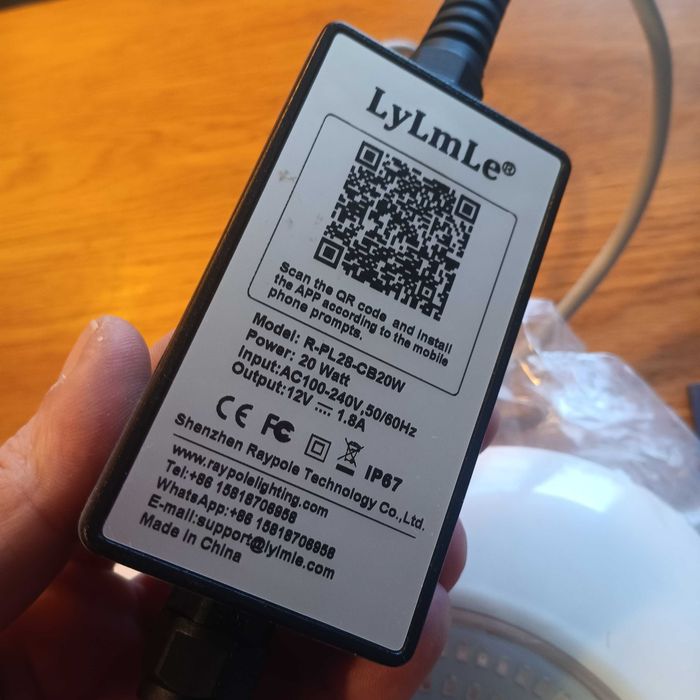 LyLmLe®
Scan the QR code and install
the APP according to the mobile
phone prompts.
Model: R-PL28-CB20W
Power: 20 Watt
Input:AC100-240V,50/60Hz
Output:12V ⎓ 1.8A
CE FC IP67
Shenzhen Raypole Technology Co.,Ltd.
www.raypolelighting.com
Tel:+86 15818706958
WhatsApp:+86 15818706958
E-mail:support@lylmle.com
Made in China